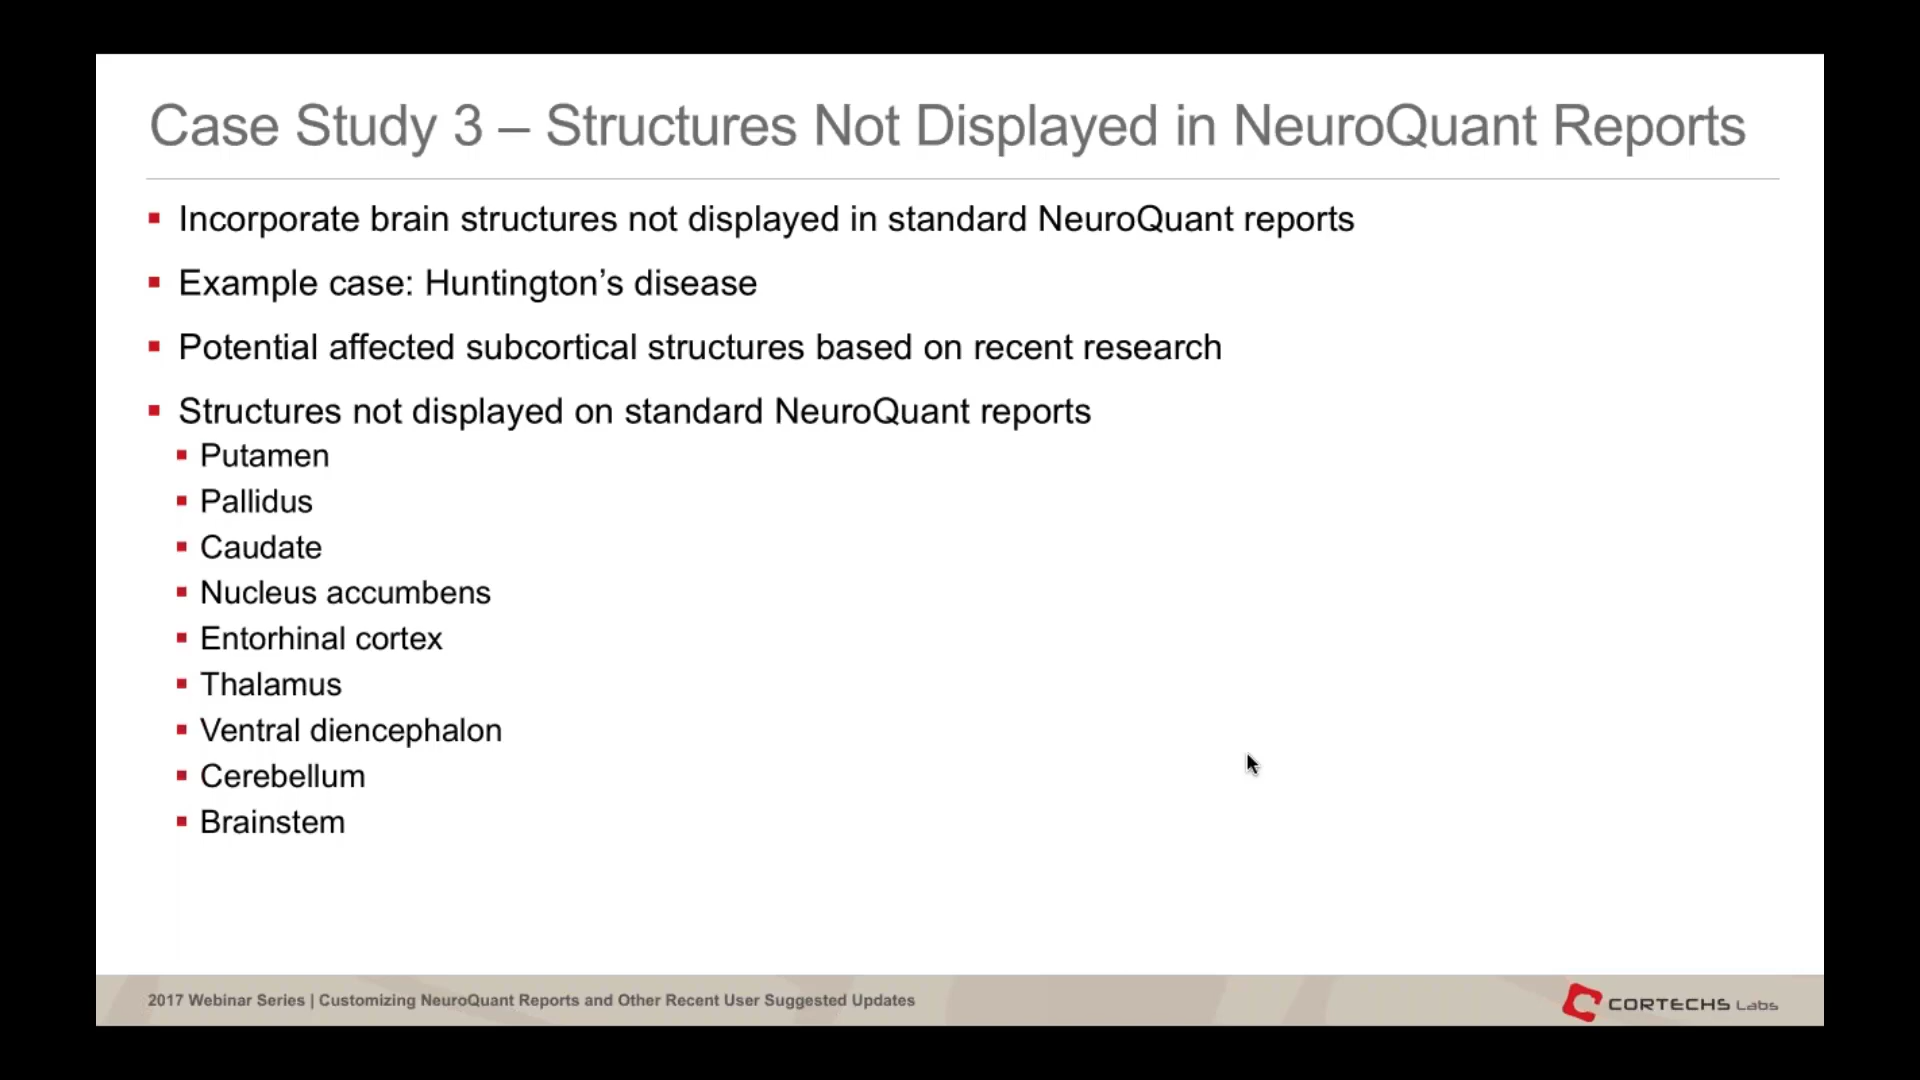 Case Study 3 – Structures Not Displayed in NeuroQuant Reports
Incorporate brain structures not displayed in standard NeuroQuant reports
Example case: Huntington’s disease
Potential affected subcortical structures based on recent research
Structures not displayed on standard NeuroQuant reports
Putamen
Pallidus
Caudate
Nucleus accumbens
Entorhinal cortex
Thalamus
Ventral diencephalon
Cerebellum
Brainstem
2017 Webinar Series | Customizing NeuroQuant Reports and Other Recent User Suggested Updates
CORTECHS Labs